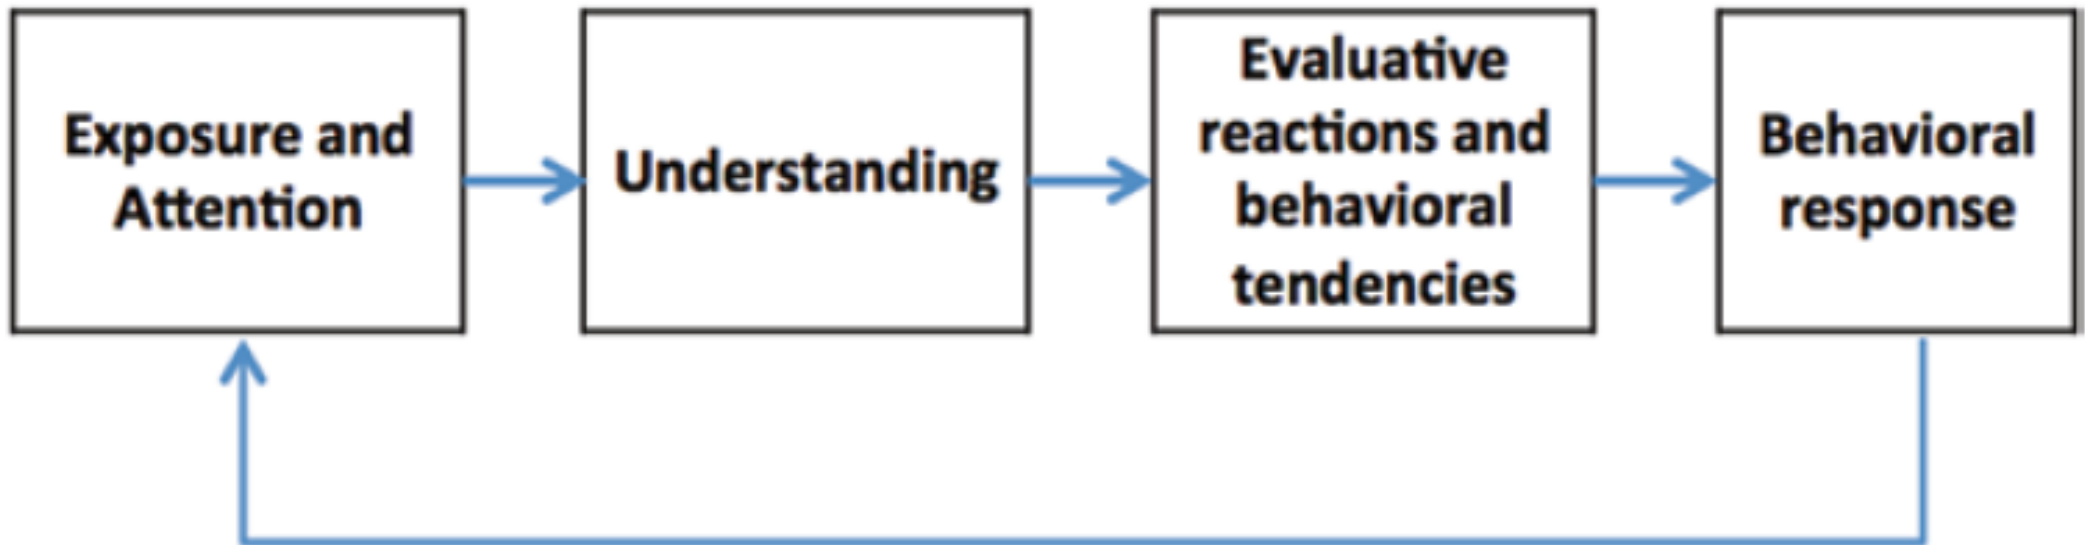 Exposure and
Attention
Understanding
Evaluative
reactions and
behavioral
tendencies
Behavioral
response